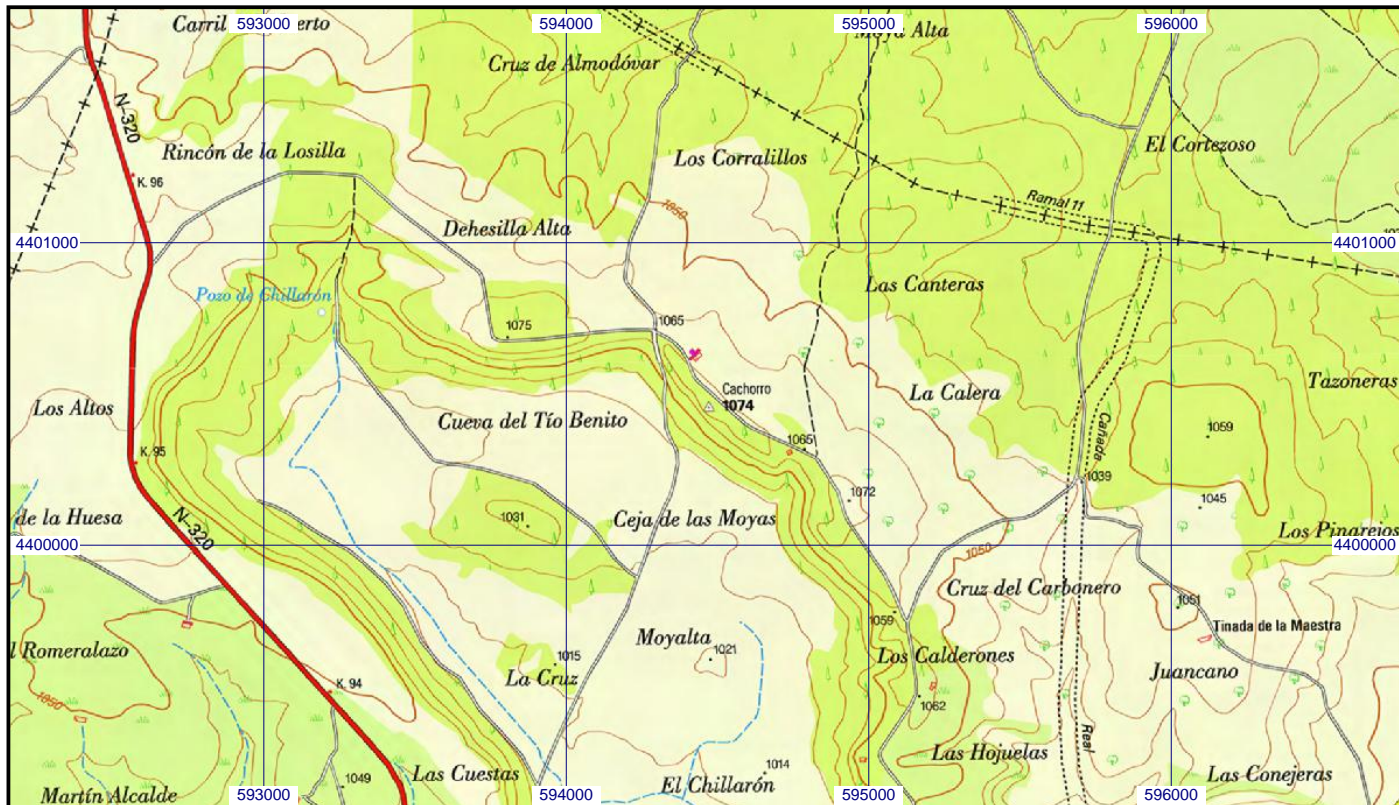 593000
594000
595000
596000
Carril
erto
Moya Alta
Cruz de Almodóvar
N-320
Rincón de la Losilla
Los Corralillos
El Cortezoso
K. 96
1050
Ramal 11
Dehesilla Alta
4401000
4401000
Las Canteras
Pozo de Chillarón
1075
1065
Cachorro
1074
La Calera
Tazoneras
Los Altos
Cueva del Tío Benito
Cañada
1059
1065
K. 95
1039
1072
1045
de la Huesa
N-320
1031
Ceja de las Moyas
Los Pinarejos
4400000
4400000
1050
Cruz del Carbonero
1051
1059
Tinada de la Maestra
Moyalta
l Romeralazo
1015
1021
Los Calderones
Juancano
La Cruz
K. 94
1050
1062
Real
Las Hojuelas
1014
1049
Las Cuestas
El Chillarón
Las Conejeras
Martín Alcalde
593000
594000
595000
596000